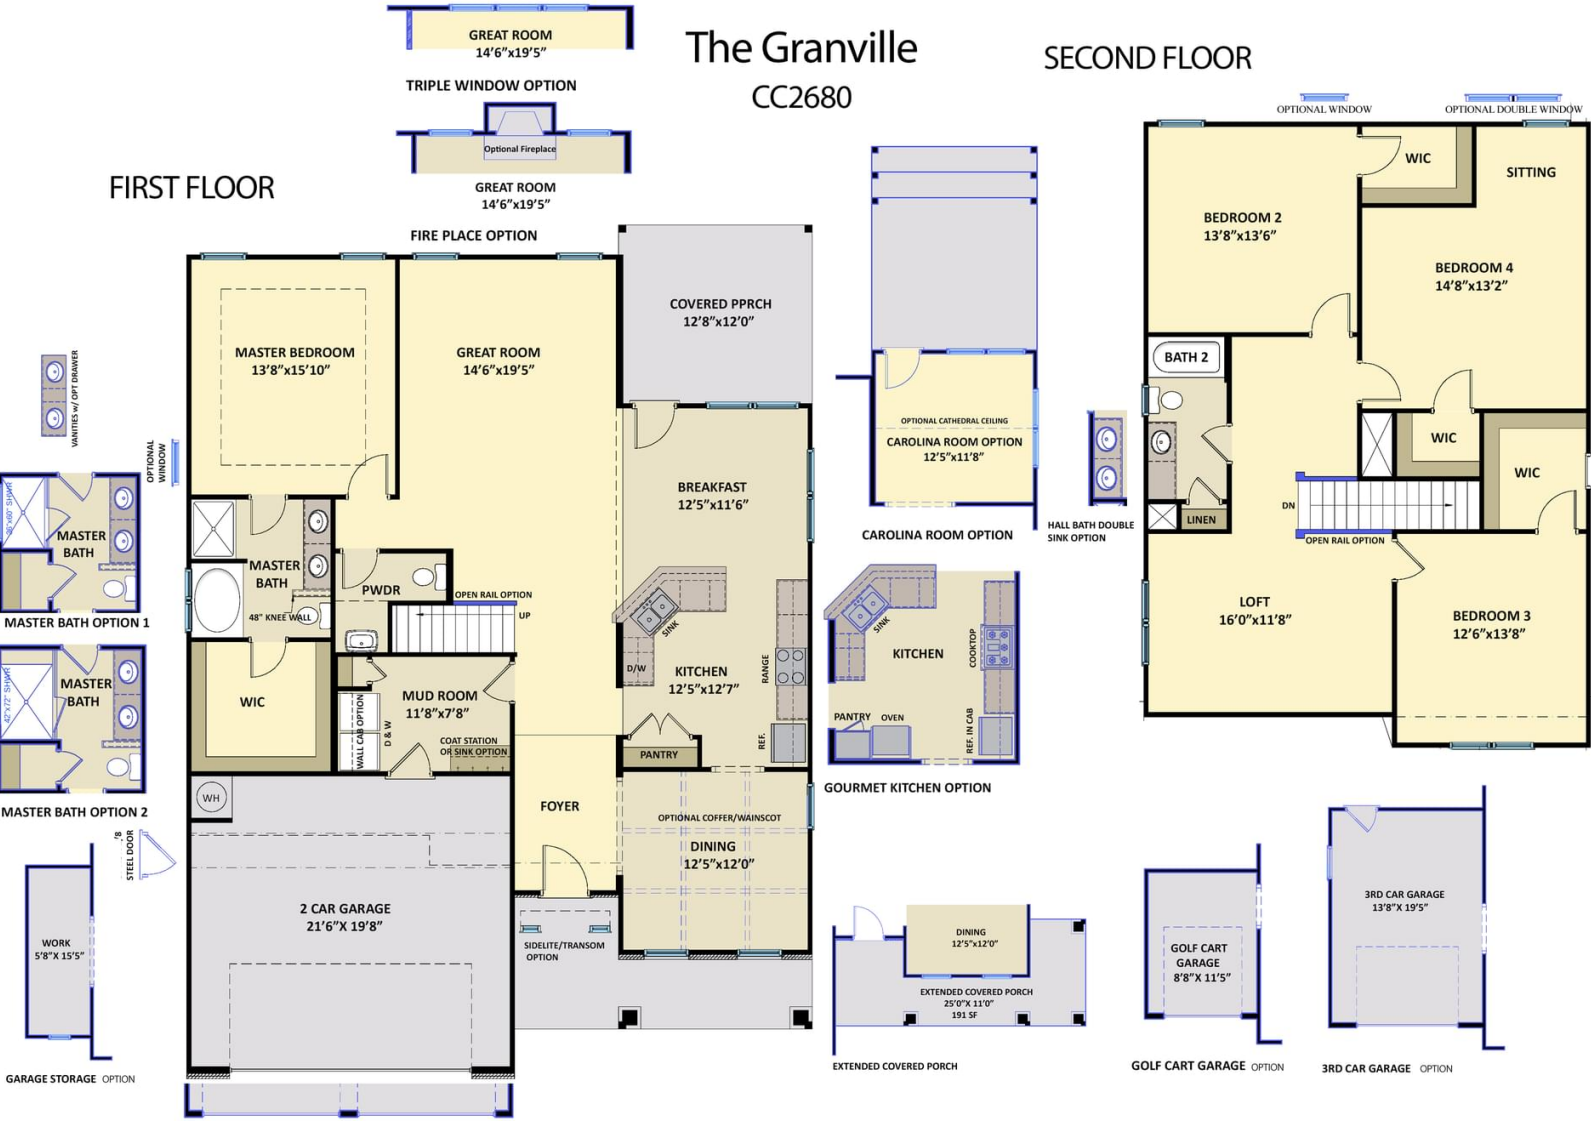 The Granville
CC2680
GREAT ROOM
14'6"x19'5"
TRIPLE WINDOW OPTION
Optional Fireplace
GREAT ROOM
14'6"x19'5"
FIRE PLACE OPTION
FIRST FLOOR
SECOND FLOOR
MASTER BEDROOM
13'8"x15'10"
GREAT ROOM
14'6"x19'5"
COVERED PPRCH
12'8"x12'0"
BREAKFAST
12'5"x11'6"
VANITIES w/ OPT DRAWER
OPTIONAL
WINDOW
36"x60" SHWR
MASTER
BATH
MASTER BATH OPTION 1
42"x72" SHWR
MASTER
BATH
MASTER BATH OPTION 2
MASTER
BATH
48" KNEE WALL
PWDR
OPEN RAIL OPTION
UP
WIC
MUD ROOM
11'8"x7'8"
WALL CAB OPTION
D & W
COAT STATION
OR SINK OPTION
SINK
D/W
KITCHEN
12'5"x12'7"
RANGE
REF.
PANTRY
WH
FOYER
OPTIONAL COFFER/WAINSCOT
DINING
12'5"x12'0"
2 CAR GARAGE
21'6"X 19'8"
SIDELITE/TRANSOM
OPTION
8'
STEEL DOOR
WORK
5'8"X 15'5"
GARAGE STORAGE OPTION
OPTIONAL CATHEDRAL CEILING
CAROLINA ROOM OPTION
12'5"x11'8"
CAROLINA ROOM OPTION
SINK
KITCHEN
COOKTOP
PANTRY
OVEN
REF. IN CAB
GOURMET KITCHEN OPTION
DINING
12'5"x12'0"
EXTENDED COVERED PORCH
25'0"X 11'0"
191 SF
EXTENDED COVERED PORCH
OPTIONAL WINDOW
OPTIONAL DOUBLE WINDOW
WIC
SITTING
BEDROOM 2
13'8"x13'6"
BEDROOM 4
14'8"x13'2"
BATH 2
WIC
WIC
HALL BATH DOUBLE
SINK OPTION
LINEN
DN
OPEN RAIL OPTION
LOFT
16'0"x11'8"
BEDROOM 3
12'6"x13'8"
GOLF CART
GARAGE
8'8"X 11'5"
GOLF CART GARAGE OPTION
3RD CAR GARAGE
13'8"X 19'5"
3RD CAR GARAGE OPTION